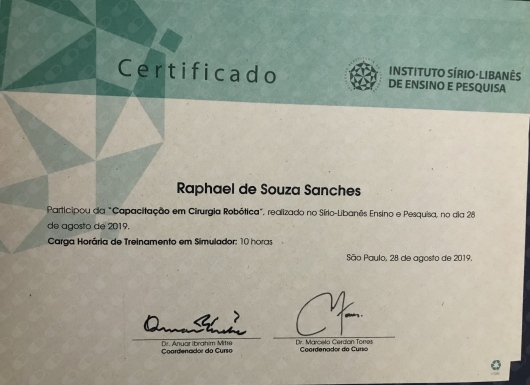 Certificado
INSTITUTO SÍRIO-LIBANÊS
DE ENSINO E PESQUISA
Raphael de Souza Sanches
Participou da "Capacitação em Cirurgia Robótica", realizado no Sírio-Libanês Ensino e Pesquisa, no dia 28
de agosto de 2019.
Carga Horária de Treinamento em Simulador: 10 horas
São Paulo, 28 de agosto de 2019.
Dr. Anuar Ibrahim Mitre
Coordenador do Curso
Dr. Marcelo Cerdan Torres
Coordenador do Curso